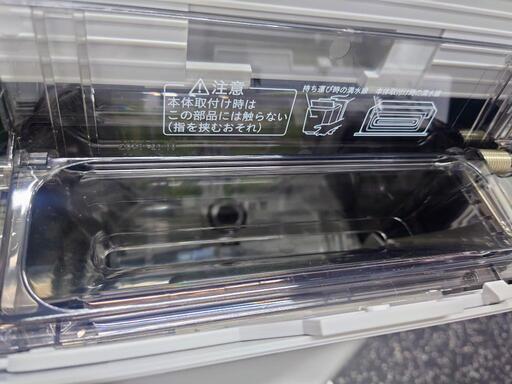 ⚠注意
本体取付け時は
この部品には触らない
(指を挟むおそれ)
持ち運び時の満水線
本体取付け時の満水線